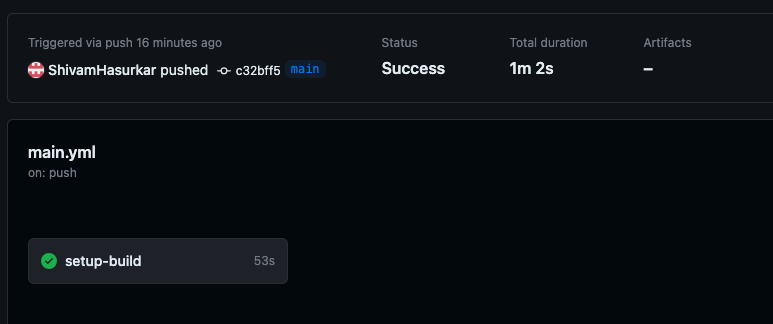 Triggered via push 16 minutes ago
ShivamHasurkar pushed c32bff5 main
Status
Success
Total duration
1m 2s
Artifacts
–
main.yml
on: push
setup-build 53s